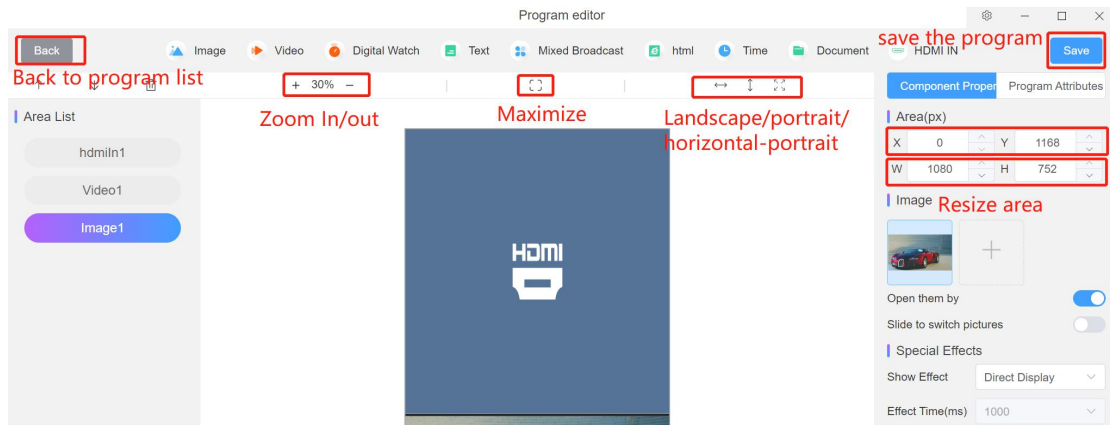 Program editor
Back
Image
Video
Digital Watch
Text
Mixed Broadcast
html
Time
Document
HDMI IN
save the program
Save
Back to program list
+ 30% −
Zoom In/out
Maximize
Landscape/portrait/
horizontal-portrait
Component Proper
Program Attributes
Area List
hdmiIn1
Video1
Image1
HDMI
Area(px)
X 0 Y 1168
W 1080 H 752
Resize area
Image
Open them by
Slide to switch pictures
Special Effects
Show Effect Direct Display
Effect Time(ms) 1000